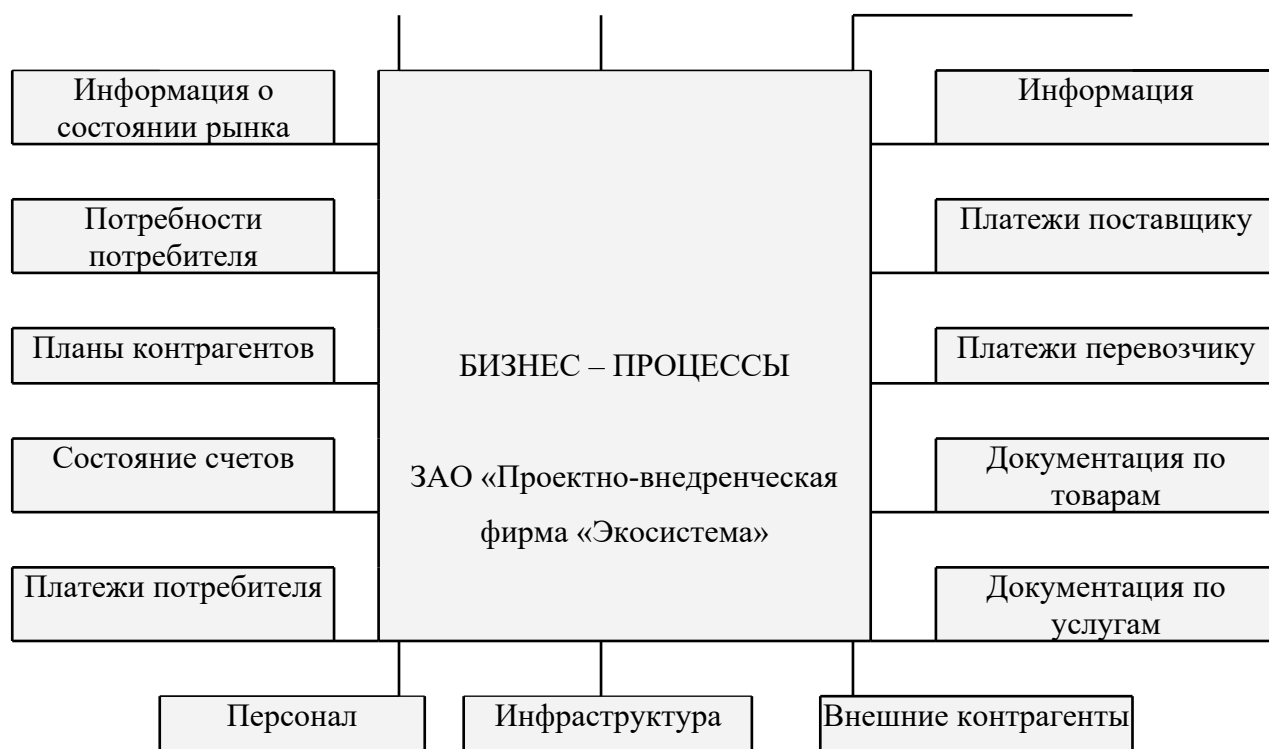 Информация о
состоянии рынка
Потребности
потребителя
Планы контрагентов
Состояние счетов
Платежи потребителя
БИЗНЕС – ПРОЦЕССЫ
ЗАО «Проектно-внедренческая
фирма «Экосистема»
Информация
Платежи поставщику
Платежи перевозчику
Документация по
товарам
Документация по
услугам
Персонал
Инфраструктура
Внешние контрагенты